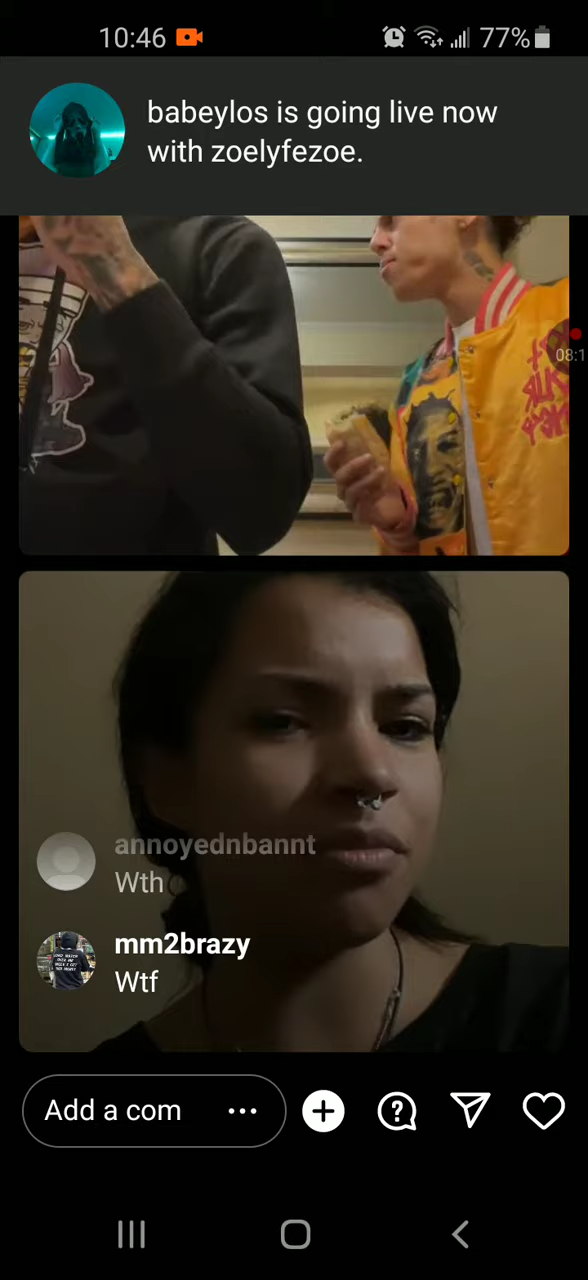 10:46
77%
babeylos is going live now
with zoelyfezoe.
08:1
annoyednbannt
Wth
mm2brazy
Wtf
Add a com